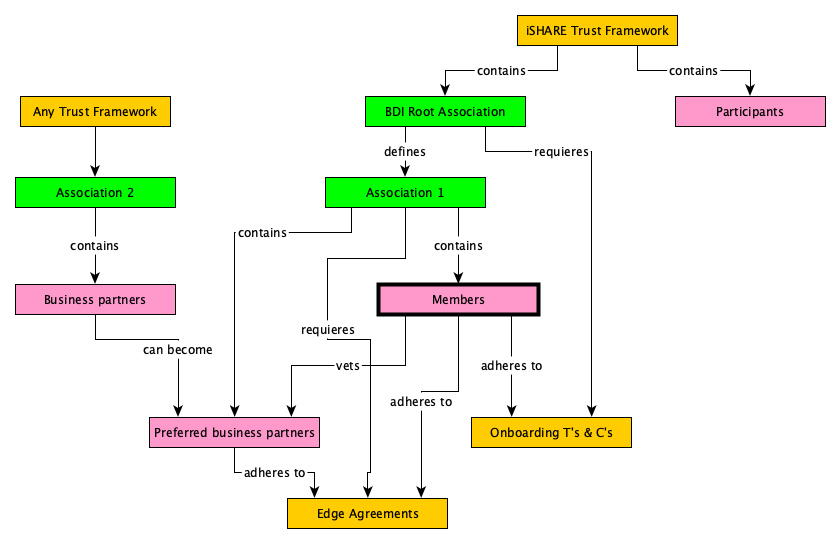 iSHARE Trust Framework
contains
contains
Any Trust Framework
BDI Root Association
Participants
defines
requieres
Association 2
Association 1
contains
contains
contains
Business partners
Members
requieres
can become
vets
adheres to
adheres to
Preferred business partners
Onboarding T's & C's
adheres to
Edge Agreements